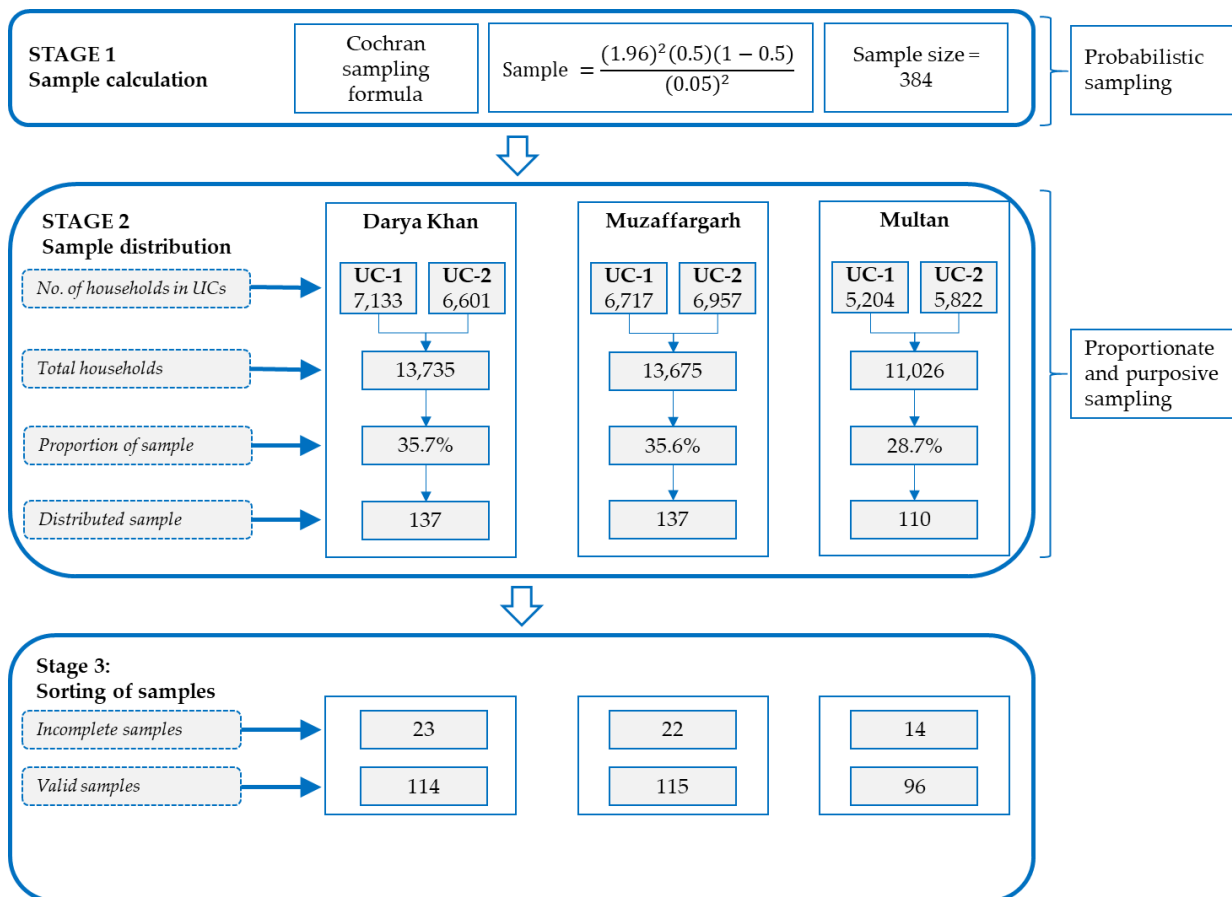 STAGE 1
Sample calculation
Cochran
sampling
formula
Sample = (1.96)²(0.5)(1 − 0.5)
(0.05)²
Sample size =
384
Probabilistic
sampling
STAGE 2
Sample distribution
Darya Khan
Muzaffargarh
Multan
No. of households in UCs
UC-1
7,133
UC-2
6,601
UC-1
6,717
UC-2
6,957
UC-1
5,204
UC-2
5,822
Total households
13,735
13,675
11,026
Proportion of sample
35.7%
35.6%
28.7%
Distributed sample
137
137
110
Proportionate
and purposive
sampling
Stage 3:
Sorting of samples
Incomplete samples
23
22
14
Valid samples
114
115
96